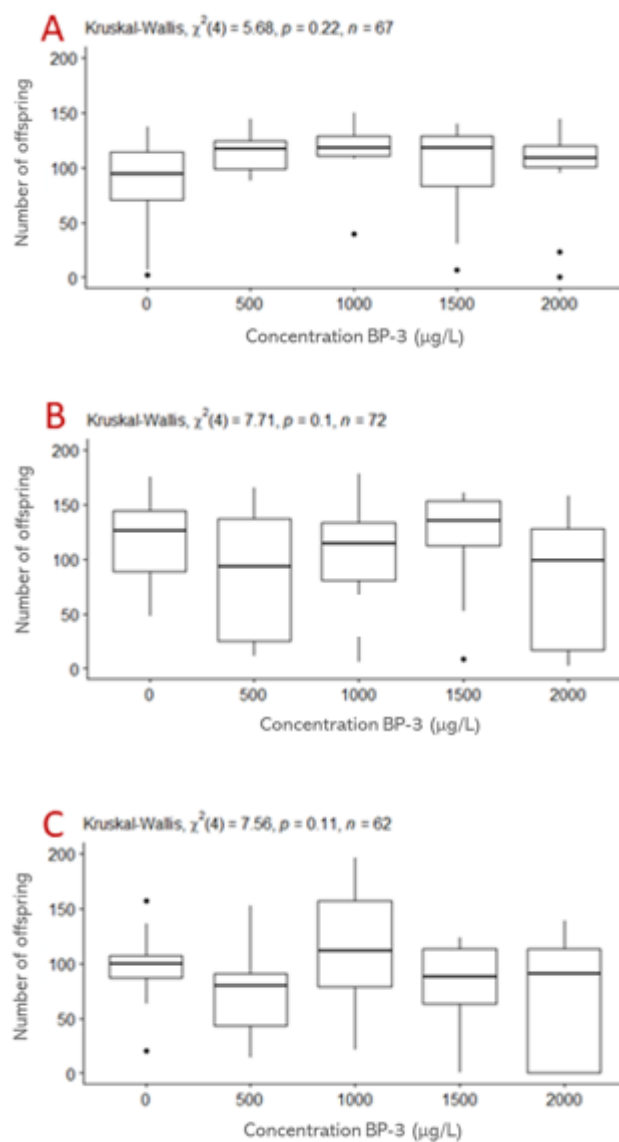 A
Kruskal-Wallis, χ²(4) = 5.68, p = 0.22, n = 67
Number of offspring
200
150
100
50
0
0 500 1000 1500 2000
Concentration BP-3 (µg/L)
B
Kruskal-Wallis, χ²(4) = 7.71, p = 0.1, n = 72
Number of offspring
200
150
100
50
0
0 500 1000 1500 2000
Concentration BP-3 (µg/L)
C
Kruskal-Wallis, χ²(4) = 7.56, p = 0.11, n = 62
Number of offspring
200
150
100
50
0
0 500 1000 1500 2000
Concentration BP-3 (µg/L)